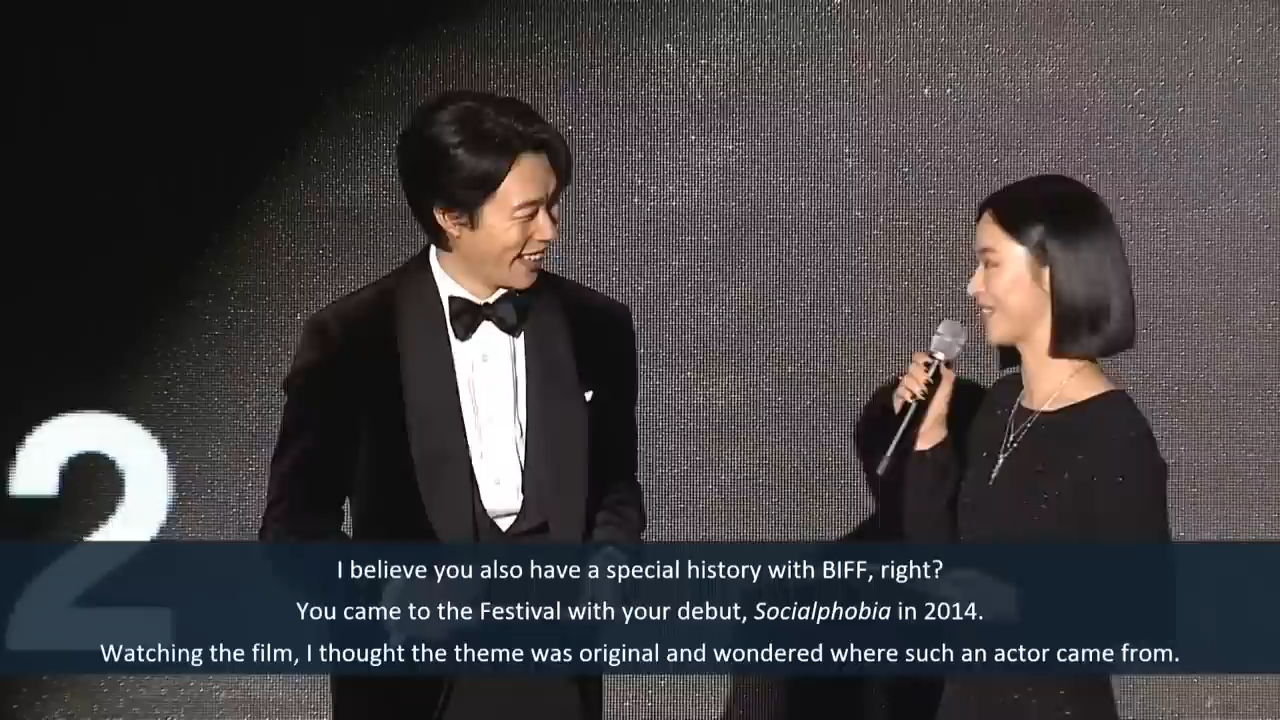 2
I believe you also have a special history with BIFF, right?
You came to the Festival with your debut, Socialphobia in 2014.
Watching the film, I thought the theme was original and wondered where such an actor came from.